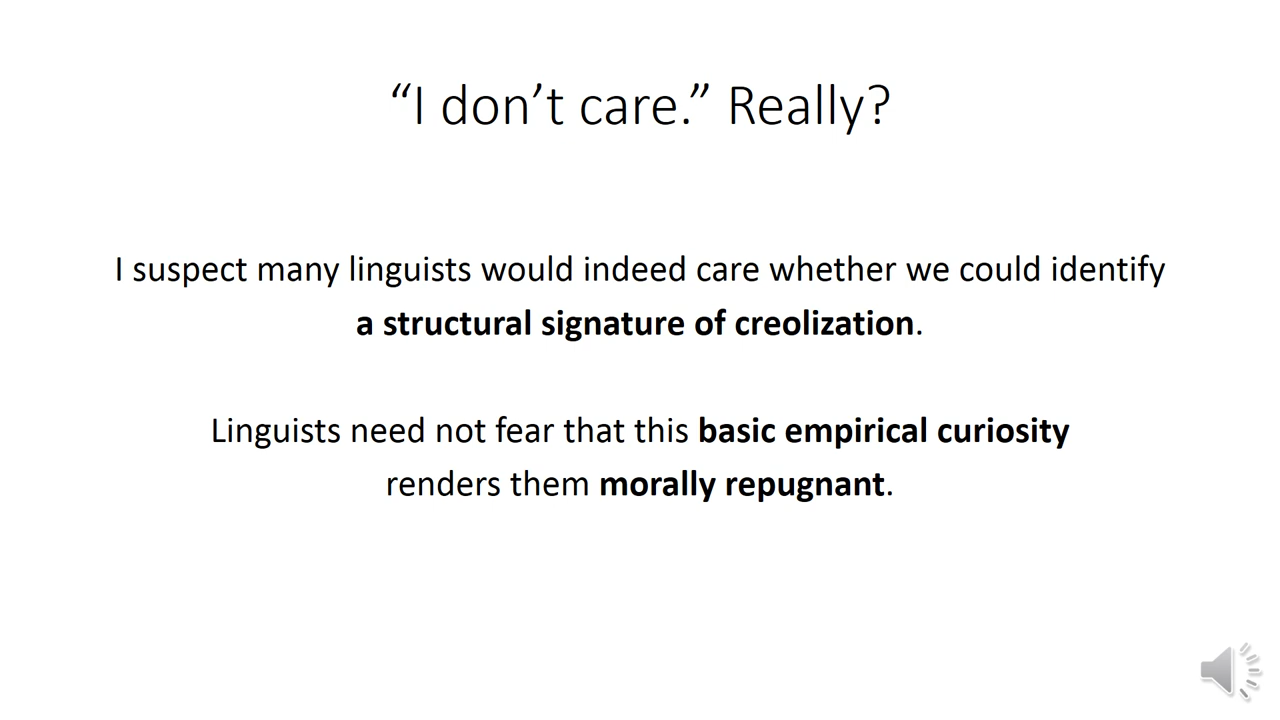 “I don’t care.” Really?
I suspect many linguists would indeed care whether we could identify
a structural signature of creolization.
Linguists need not fear that this basic empirical curiosity
renders them morally repugnant.